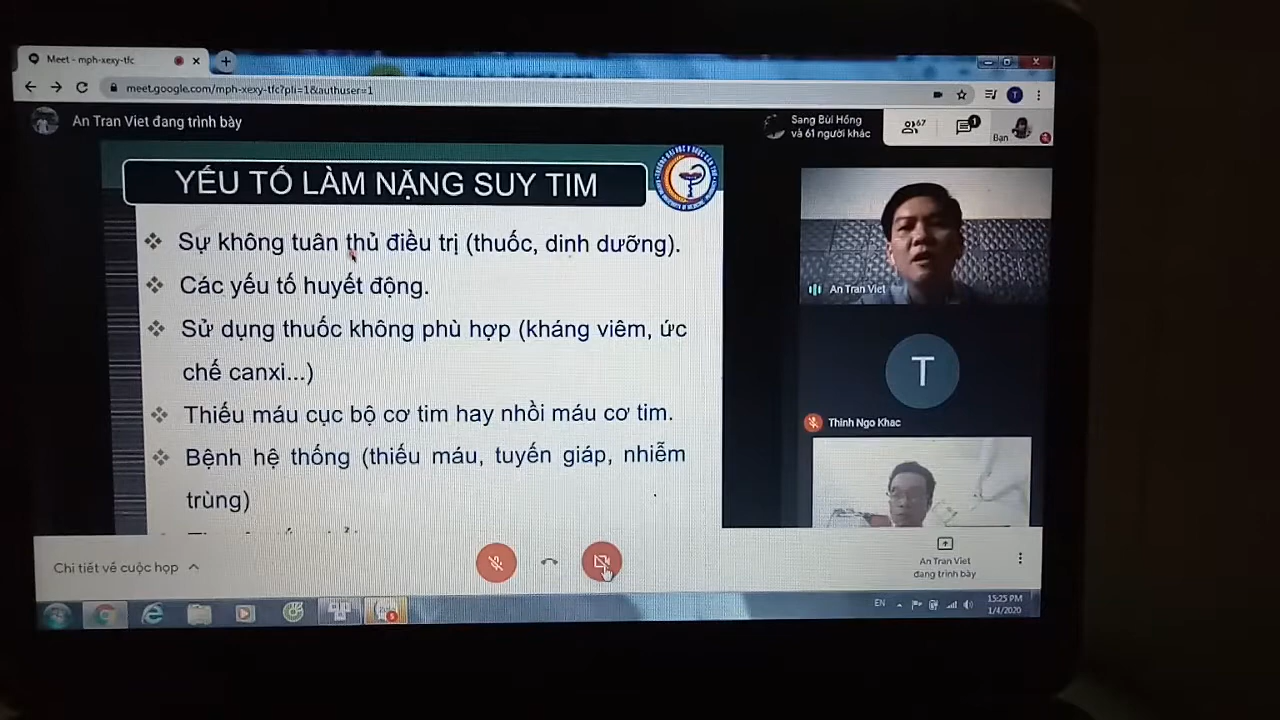 Meet - mph-xexy-tfc
meet.google.com/mph-xexy-tfc?pli=1&authuser=1
An Tran Viet đang trình bày
Sang Bùi Hồng
và 61 người khác
67
1
Bạn
T
YẾU TỐ LÀM NẶNG SUY TIM
Sự không tuân thủ điều trị (thuốc, dinh dưỡng).
Các yếu tố huyết động.
Sử dụng thuốc không phù hợp (kháng viêm, ức
chế canxi...)
Thiếu máu cục bộ cơ tim hay nhồi máu cơ tim.
Bệnh hệ thống (thiếu máu, tuyến giáp, nhiễm
trùng)
An Tran Viet
T
Thinh Ngo Khac
Chi tiết về cuộc họp
An Tran Viet
đang trình bày
EN
15:25 PM
1/4/2020